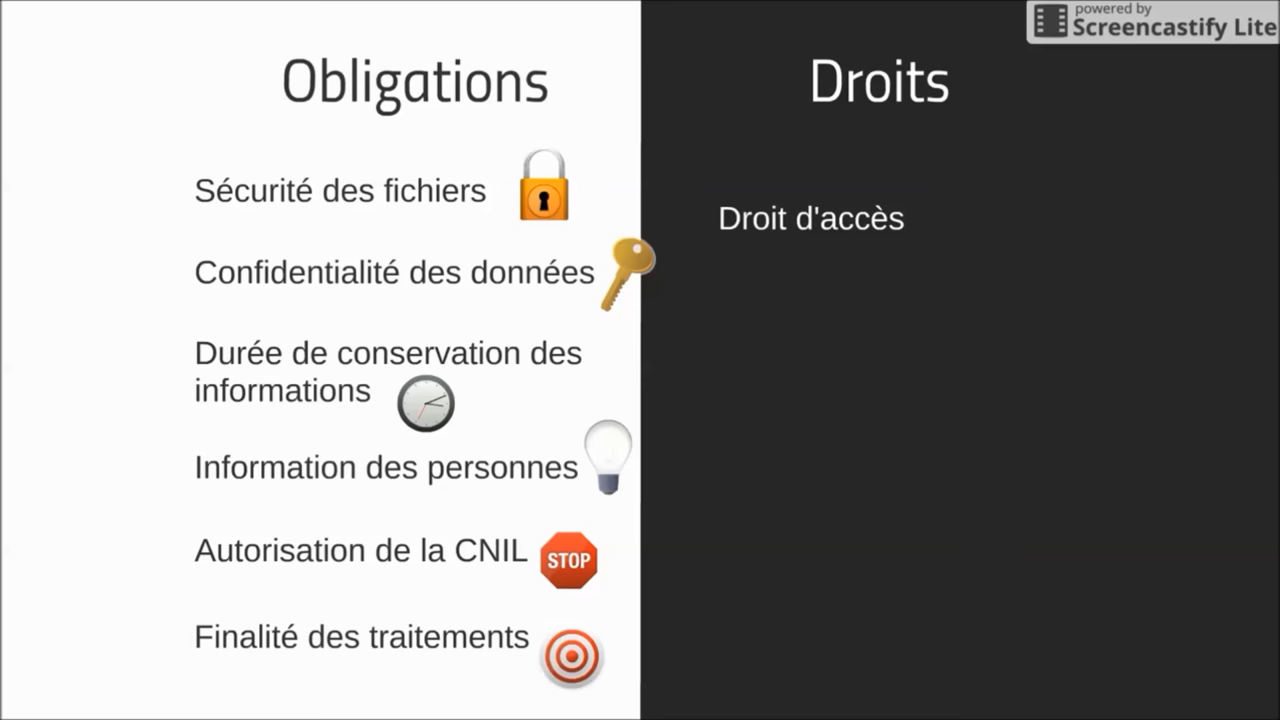 powered by
Screencastify Lite
Obligations
Sécurité des fichiers
Confidentialité des données
Durée de conservation des
informations
Information des personnes
Autorisation de la CNIL
STOP
Finalité des traitements
Droits
Droit d'accès